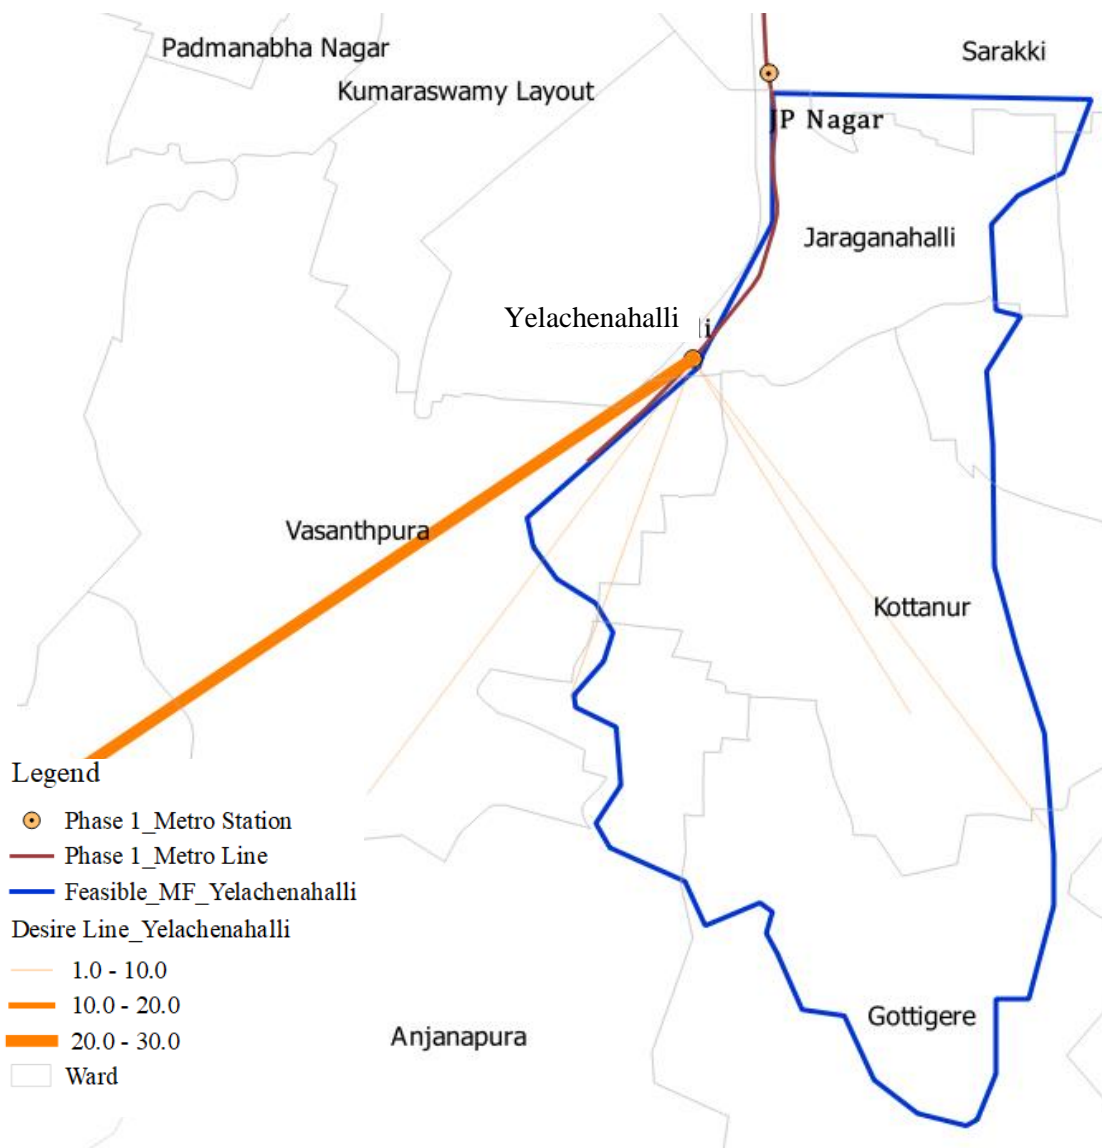 Padmanabha Nagar
Sarakki
Kumaraswamy Layout
JP Nagar
Jaraganahalli
Yelachenahalli
i
Vasanthpura
Kottanur
Legend
Phase 1_Metro Station
Phase 1_Metro Line
Feasible_MF_Yelachenahalli
Desire Line_Yelachenahalli
1.0 - 10.0
10.0 - 20.0
20.0 - 30.0
Ward
Gottigere
Anjanapura